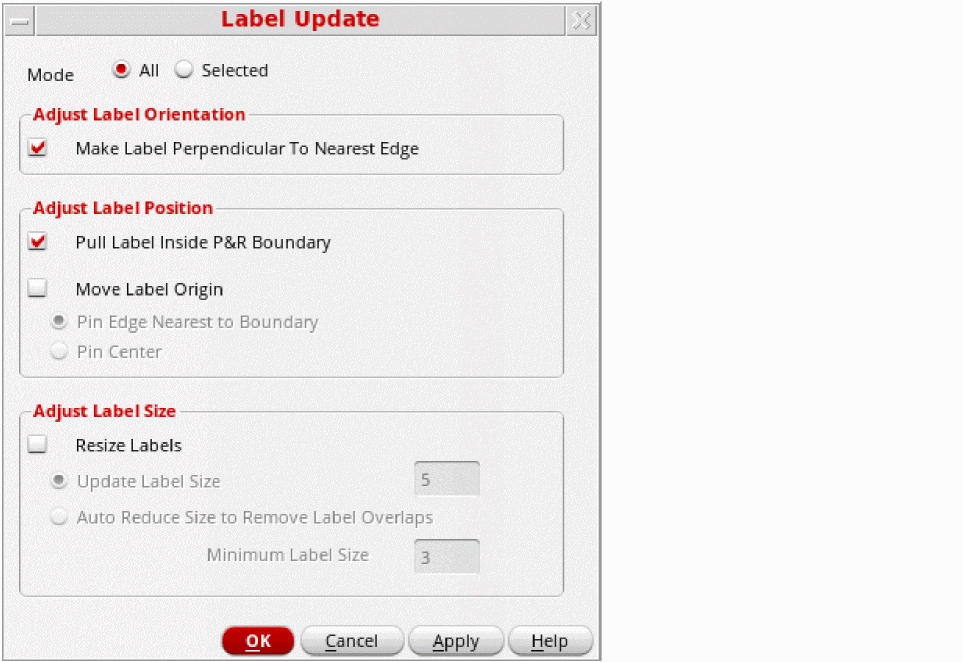 Label Update
Mode All Selected
Adjust Label Orientation
Make Label Perpendicular To Nearest Edge
Adjust Label Position
Pull Label Inside P&R Boundary
Move Label Origin
Pin Edge Nearest to Boundary
Pin Center
Adjust Label Size
Resize Labels
Update Label Size 5
Auto Reduce Size to Remove Label Overlaps
Minimum Label Size 3
OK Cancel Apply Help